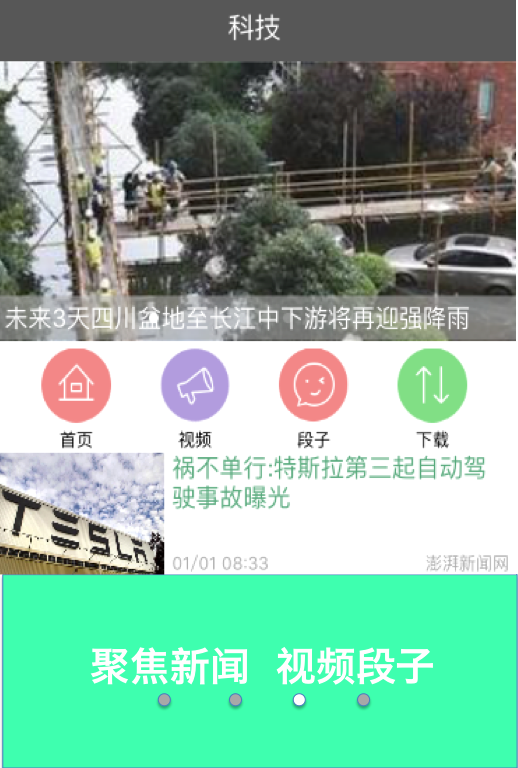 科技
未来3天四川盆地至长江中下游将再迎强降雨
首页 视频 段子 下载
祸不单行:特斯拉第三起自动驾
驶事故曝光
TESLA
01/01 08:33 澎湃新闻网
聚焦新闻 视频段子